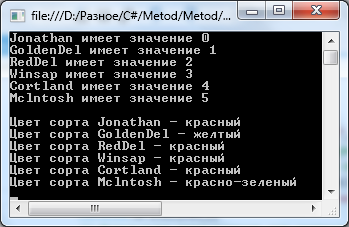 file:///D:/Разное/C#/Metod/Metod/...
Jonathan имеет значение 0
GoldenDel имеет значение 1
RedDel имеет значение 2
Winsap имеет значение 3
Cortland имеет значение 4
McIntosh имеет значение 5
Цвет сорта Jonathan - красный
Цвет сорта GoldenDel - желтый
Цвет сорта RedDel - красный
Цвет сорта Winsap - красный
Цвет сорта Cortland - красный
Цвет сорта McIntosh - красно-зеленый